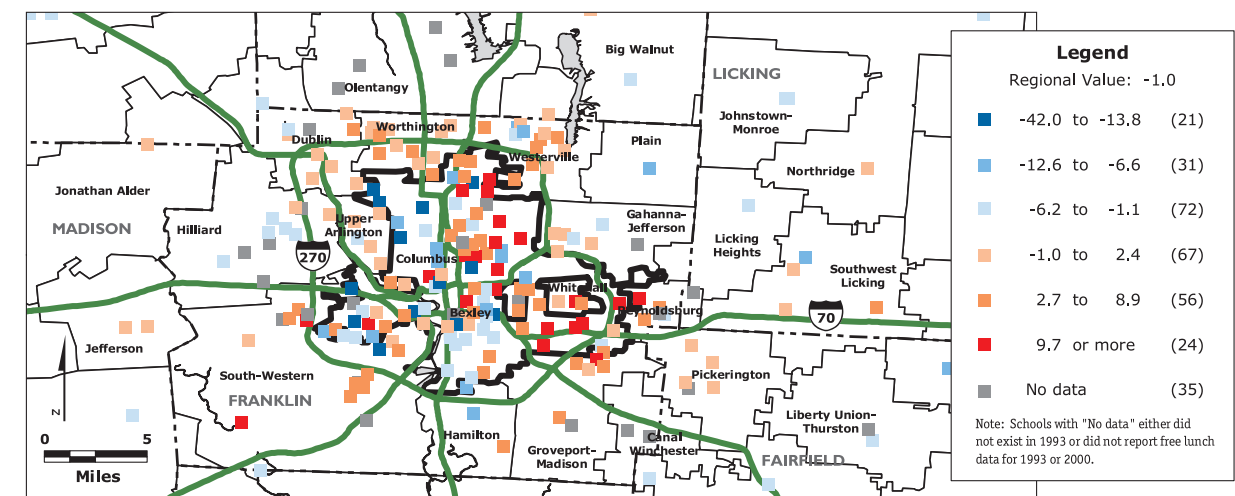 Big Walnut
LICKING
Olentangy
Johnstown-
Monroe
Worthington
Dublin
Plain
Westerville
Northridge
Jonathan Alder
MADISON
Hilliard
Upper
Arlington
Gahanna-
Jefferson
Licking
Heights
270
Columbus
Southwest
Licking
Whitehall
Reynoldsburg
Bexley
70
Jefferson
South-Western
FRANKLIN
Pickerington
Liberty Union-
Thurston
Hamilton
Canal
Winchester
Groveport-
Madison
FAIRFIELD
N
0 5
Miles
Legend
Regional Value: -1.0
-42.0 to -13.8 (21)
-12.6 to -6.6 (31)
-6.2 to -1.1 (72)
-1.0 to 2.4 (67)
2.7 to 8.9 (56)
9.7 or more (24)
No data (35)
Note: Schools with "No data" either did
not exist in 1993 or did not report free lunch
data for 1993 or 2000.